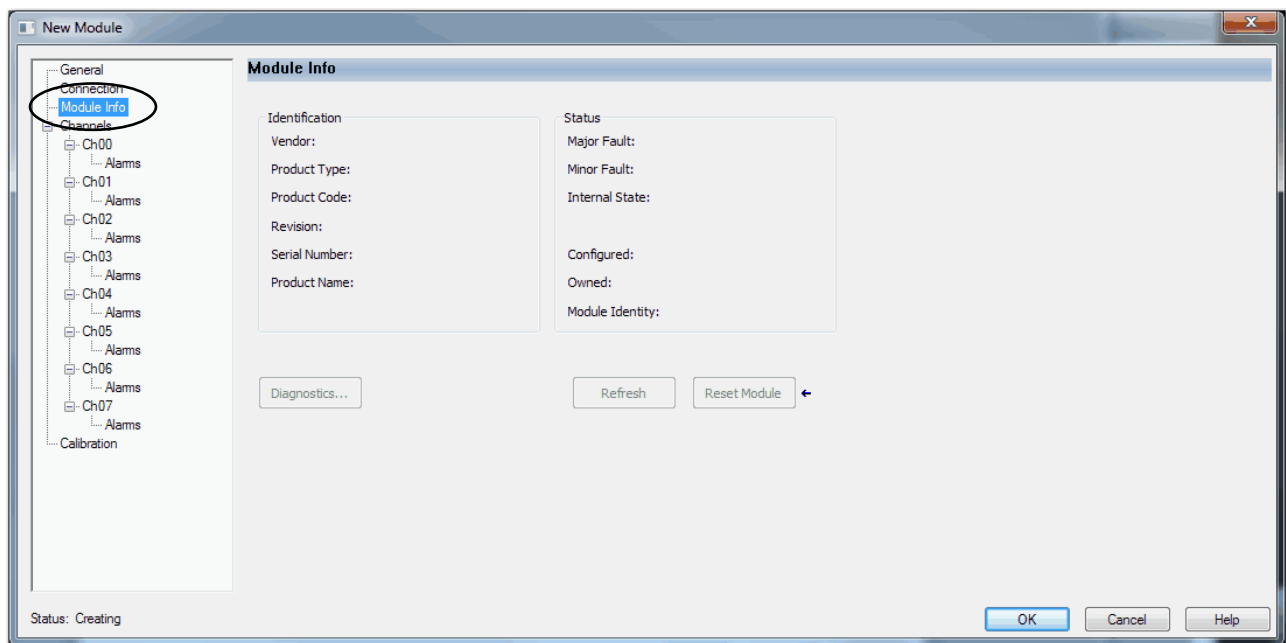 New Module
General
Connection
Module Info
Channels
Ch00
Alarms
Ch01
Alarms
Ch02
Alarms
Ch03
Alarms
Ch04
Alarms
Ch05
Alarms
Ch06
Alarms
Ch07
Alarms
Calibration
Module Info
Identification
Vendor:
Product Type:
Product Code:
Revision:
Serial Number:
Product Name:
Status
Major Fault:
Minor Fault:
Internal State:
Configured:
Owned:
Module Identity:
Diagnostics...
Refresh
Reset Module
Status: Creating
OK
Cancel
Help